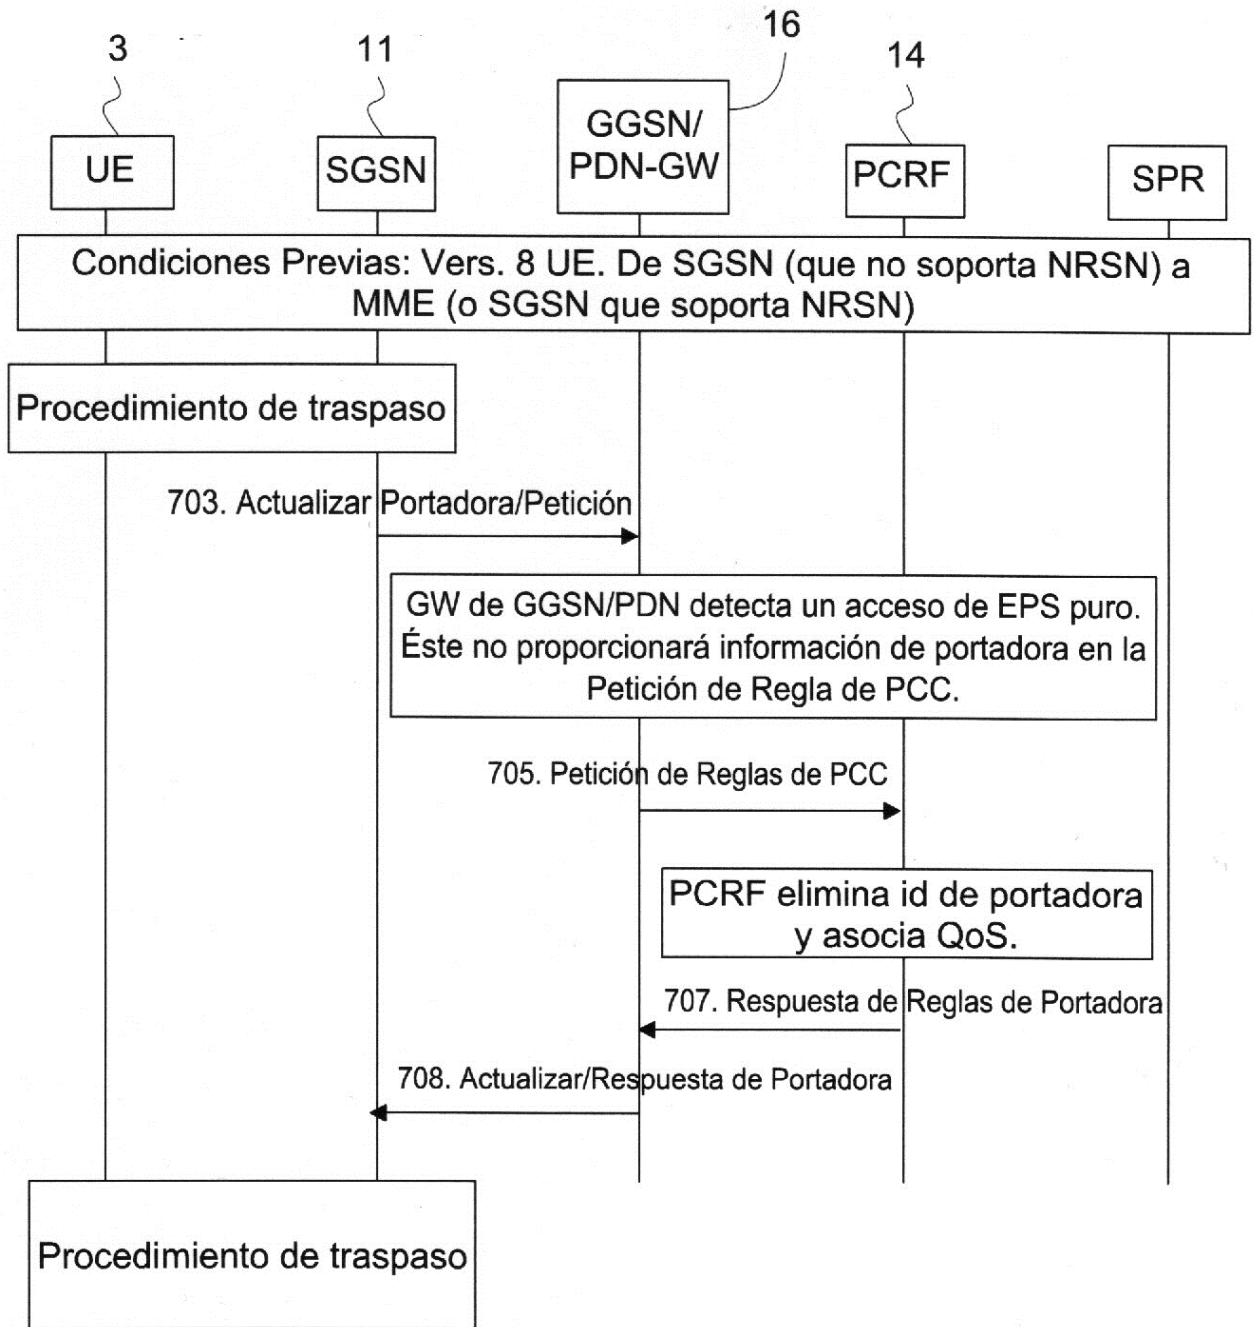 3
11
16
14
UE
SGSN
GGSN/
PDN-GW
PCRF
SPR
Condiciones Previas: Vers. 8 UE. De SGSN (que no soporta NRSN) a
MME (o SGSN que soporta NRSN)
Procedimiento de traspaso
703. Actualizar Portadora/Petición
GW de GGSN/PDN detecta un acceso de EPS puro.
Éste no proporcionará información de portadora en la
Petición de Regla de PCC.
705. Petición de Reglas de PCC
PCRF elimina id de portadora
y asocia QoS.
707. Respuesta de Reglas de Portadora
708. Actualizar/Respuesta de Portadora
Procedimiento de traspaso